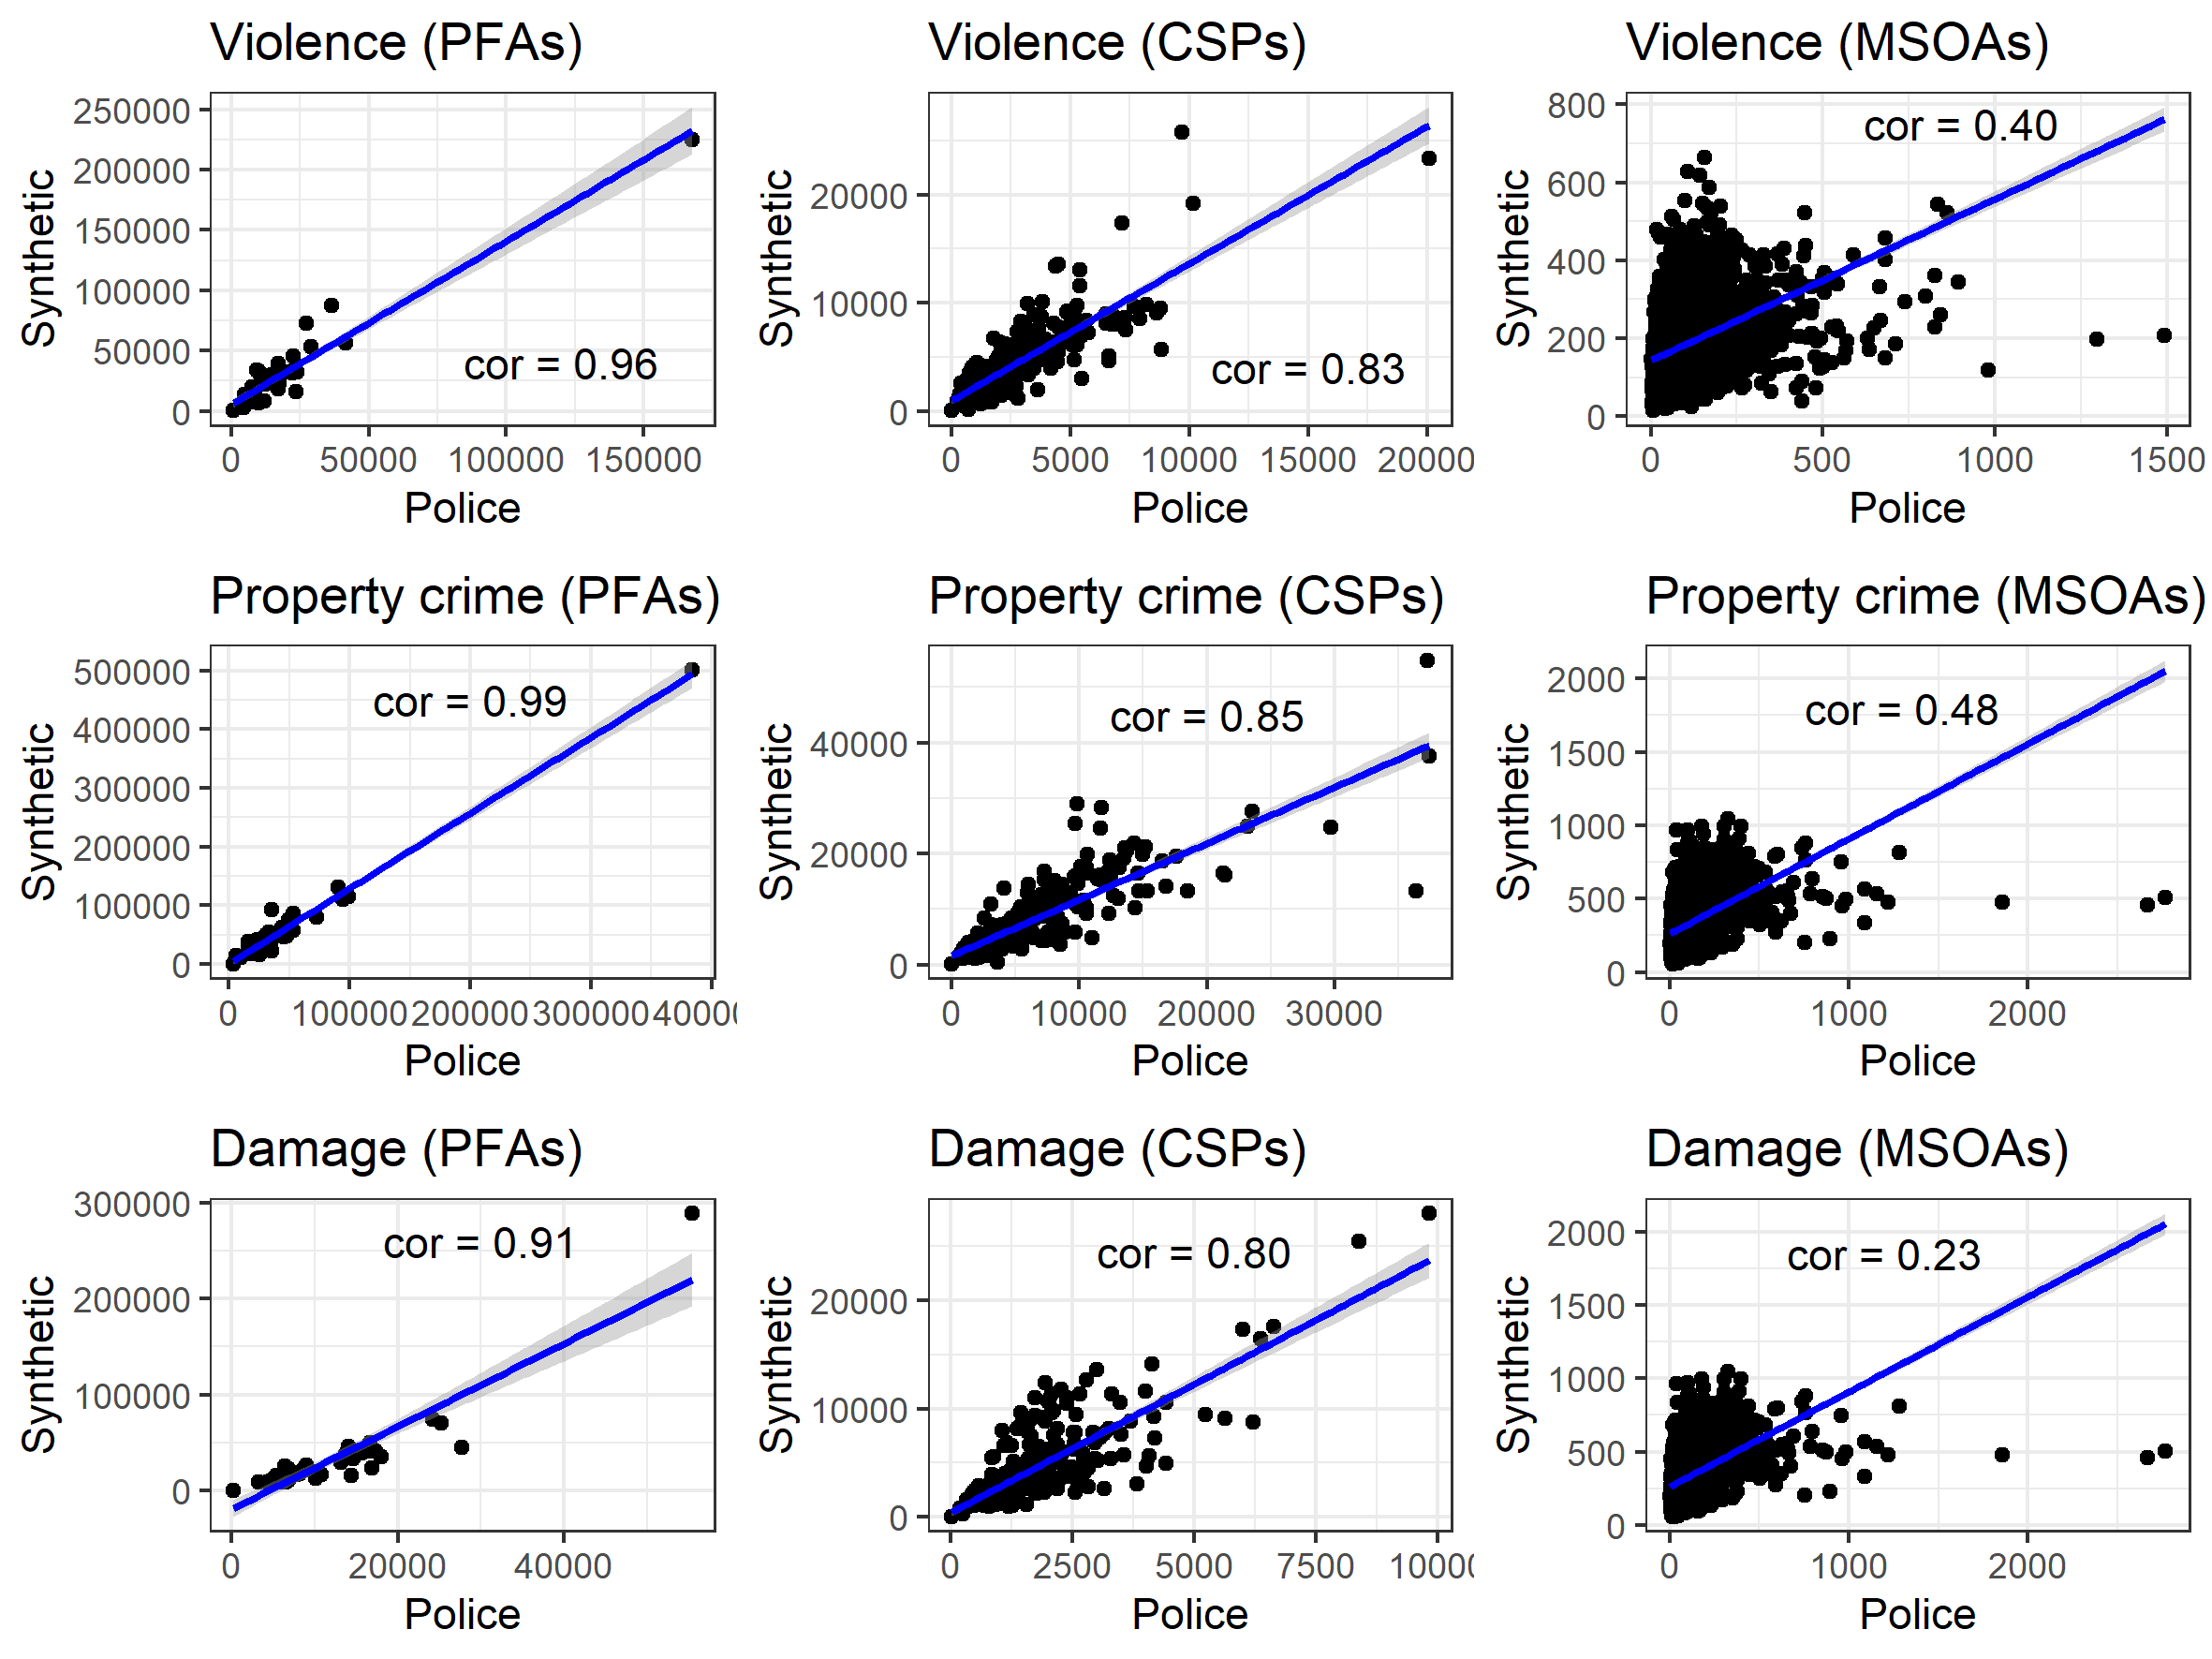 Violence (PFAs)
250000
200000
150000
100000
50000
0
Synthetic
cor = 0.96
0 50000 100000 150000
Police
Violence (CSPs)
20000
10000
0
Synthetic
cor = 0.83
0 5000 10000 15000 20000
Police
Violence (MSOAs)
800
600
400
200
0
Synthetic
cor = 0.40
0 500 1000 1500
Police
Property crime (PFAs)
500000
400000
300000
200000
100000
0
Synthetic
cor = 0.99
0 100000 200000 300000 40000
Police
Property crime (CSPs)
40000
20000
0
Synthetic
cor = 0.85
0 10000 20000 30000
Police
Property crime (MSOAs)
2000
1500
1000
500
0
Synthetic
cor = 0.48
0 1000 2000
Police
Damage (PFAs)
300000
200000
100000
0
Synthetic
cor = 0.91
0 20000 40000
Police
Damage (CSPs)
20000
10000
0
Synthetic
cor = 0.80
0 2500 5000 7500 10000
Police
Damage (MSOAs)
2000
1500
1000
500
0
Synthetic
cor = 0.23
0 1000 2000
Police